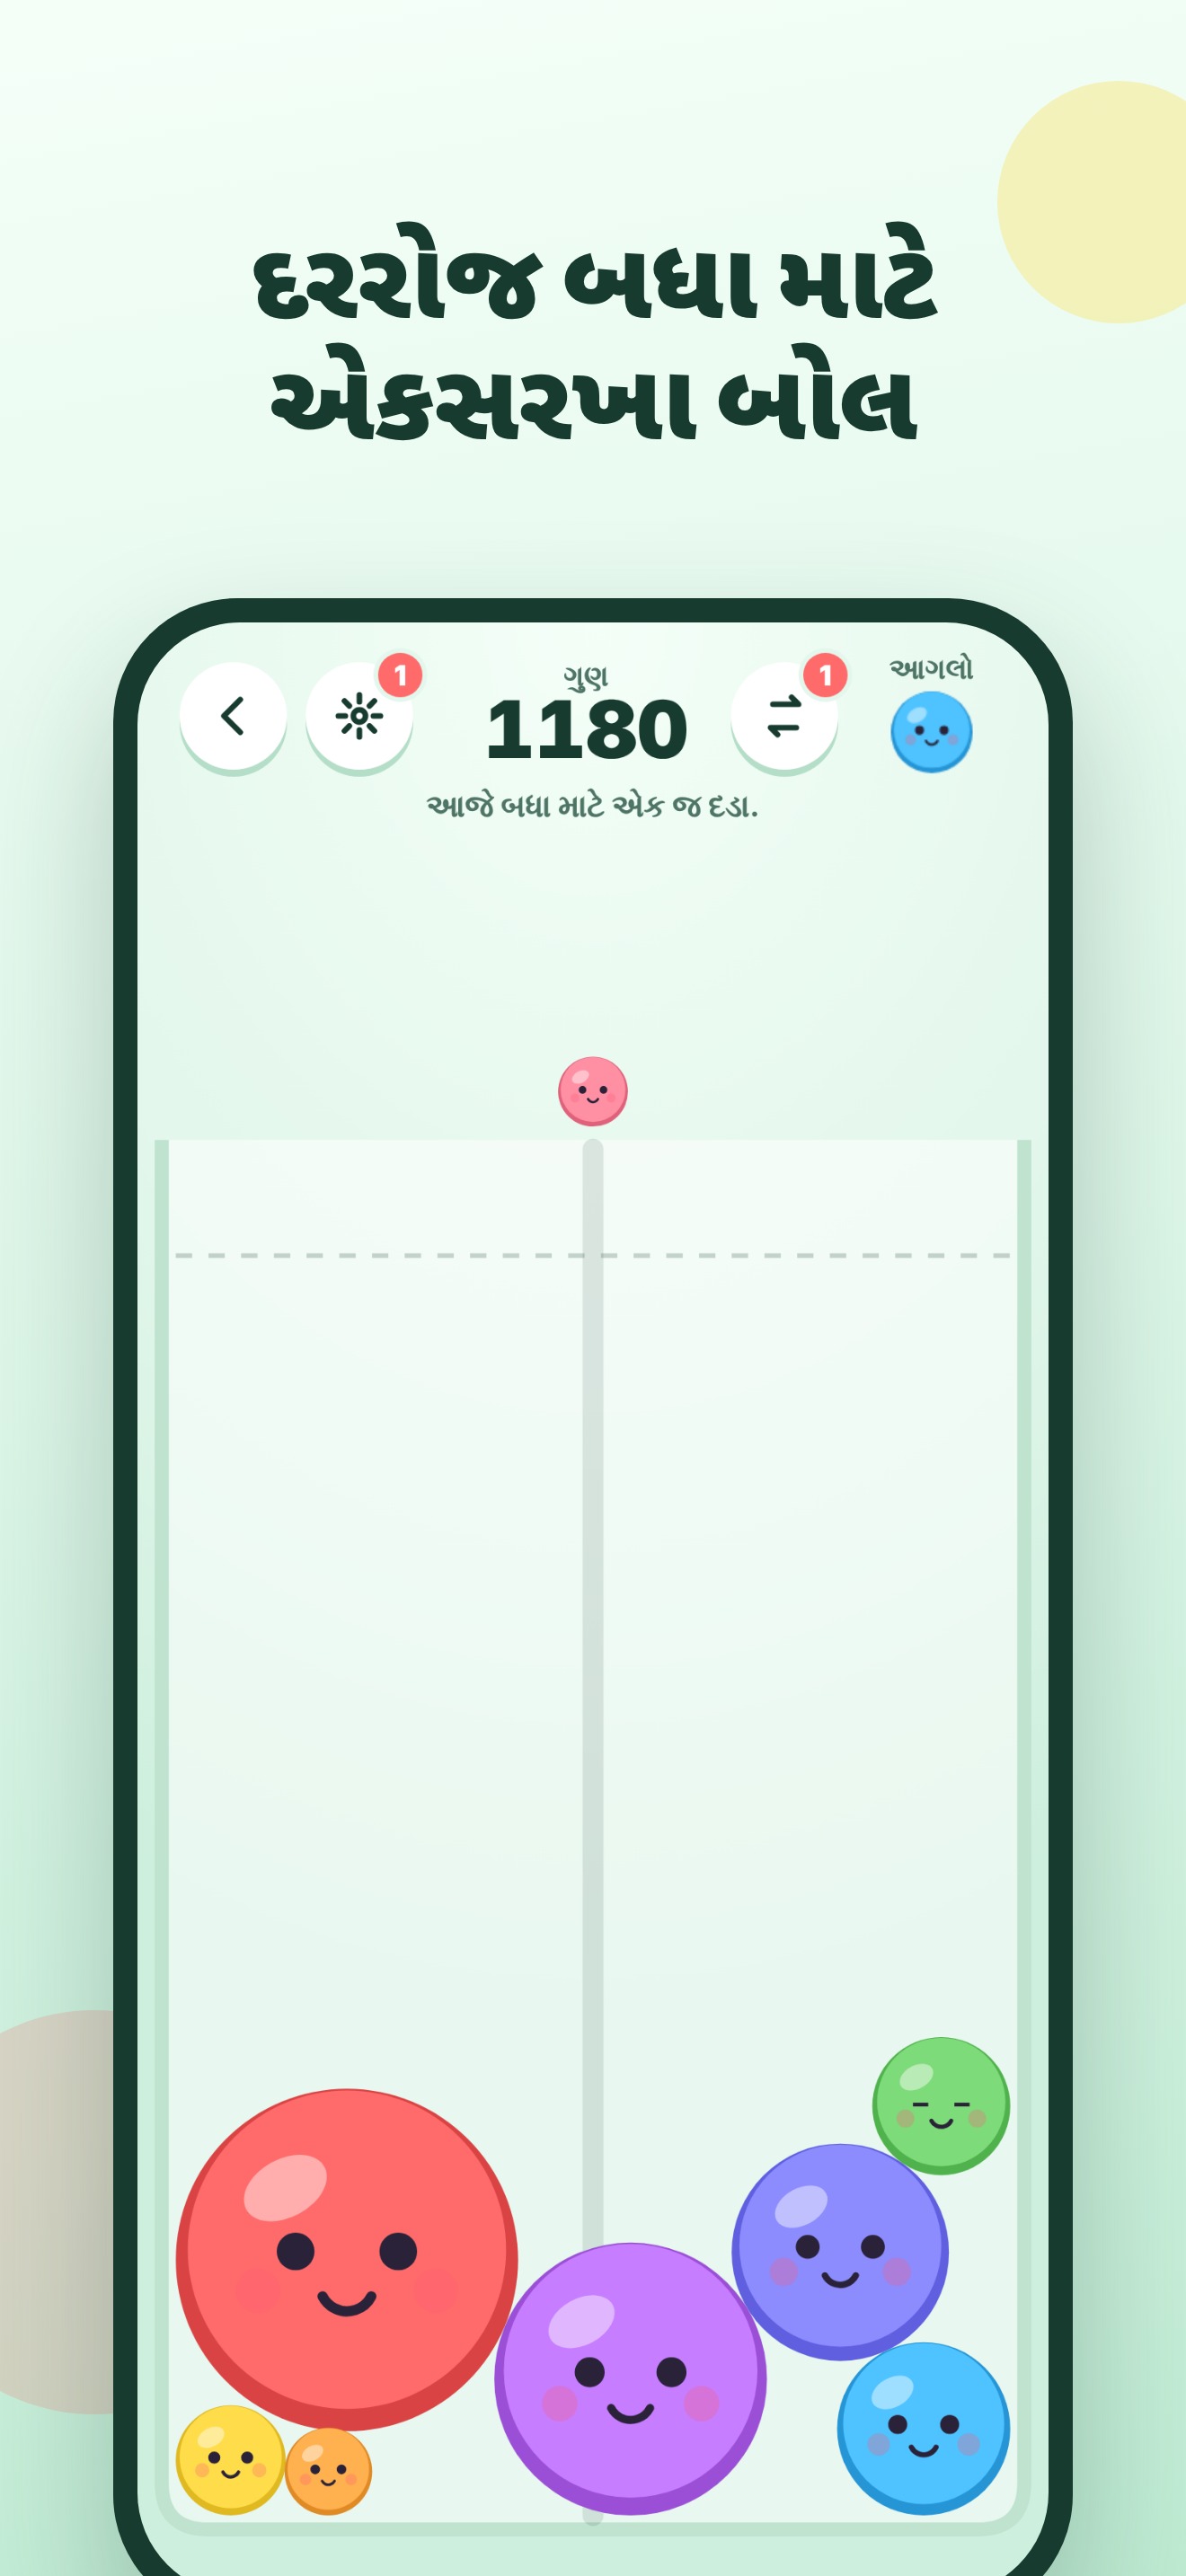 દરરોજ બધા માટે
એકસરખા બોલ
1
ગુણ
1180
1
આગલો
આજે બધા માટે એક જ દડા.